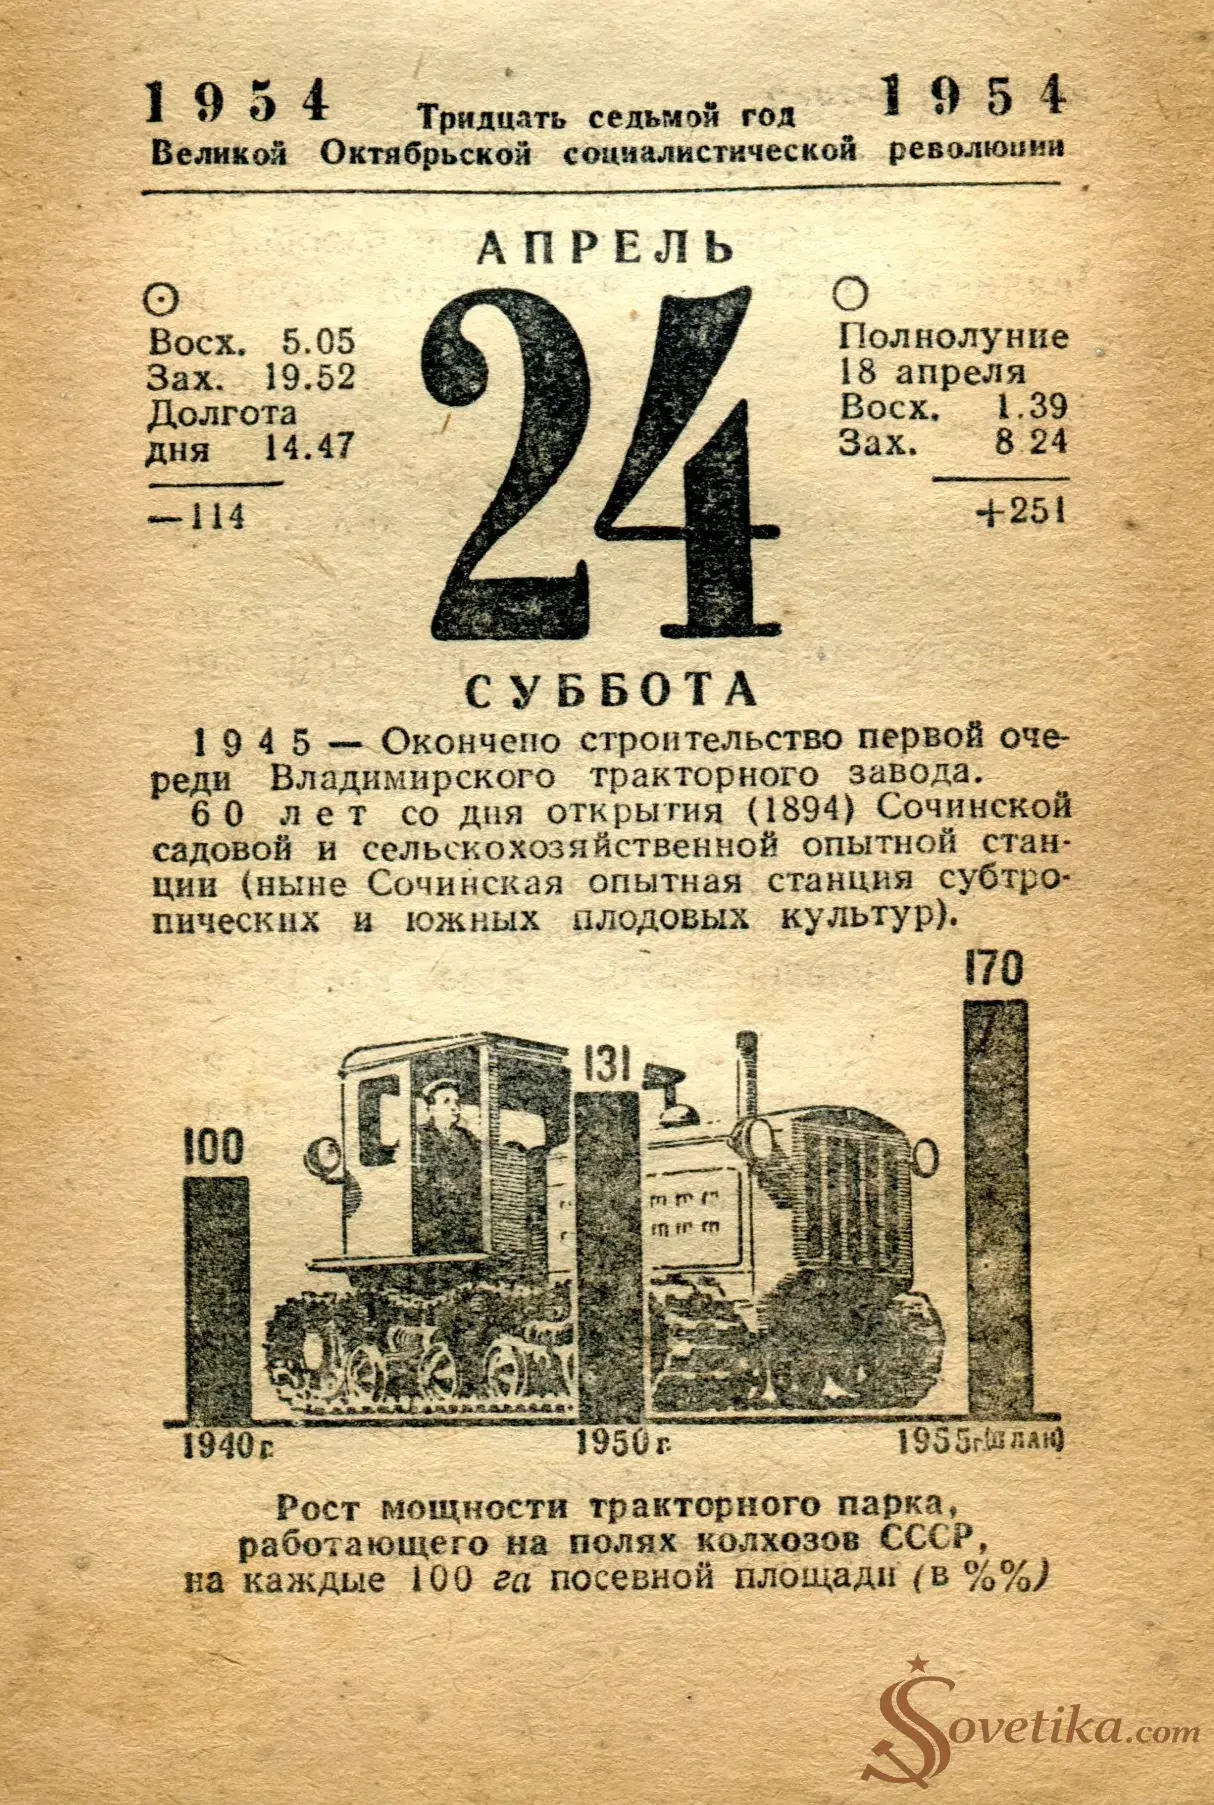 1954 Тридцать седьмой год 1954
Великой Октябрьской социалистической революции
АПРЕЛЬ
24
Восх. 5.05
Зах. 19.52
Долгота
дня 14.47
—114
Полнолуние
18 апреля
Восх. 1.39
Зах. 8 24
+251
СУББОТА
1945 — Окончено строительство первой оче-
реди Владимирского тракторного завода.
60 лет со дня открытия (1894) Сочинской
садовой и сельскохозяйственной опытной стан-
ции (ныне Сочинская опытная станция субтро-
пических и южных плодовых культур).
170
131
100
1940 г. 1950 г. 1955 г. (план)
Рост мощности тракторного парка,
работающего на полях колхозов СССР,
на каждые 100 га посевной площади (в %%)
Sovetika.com